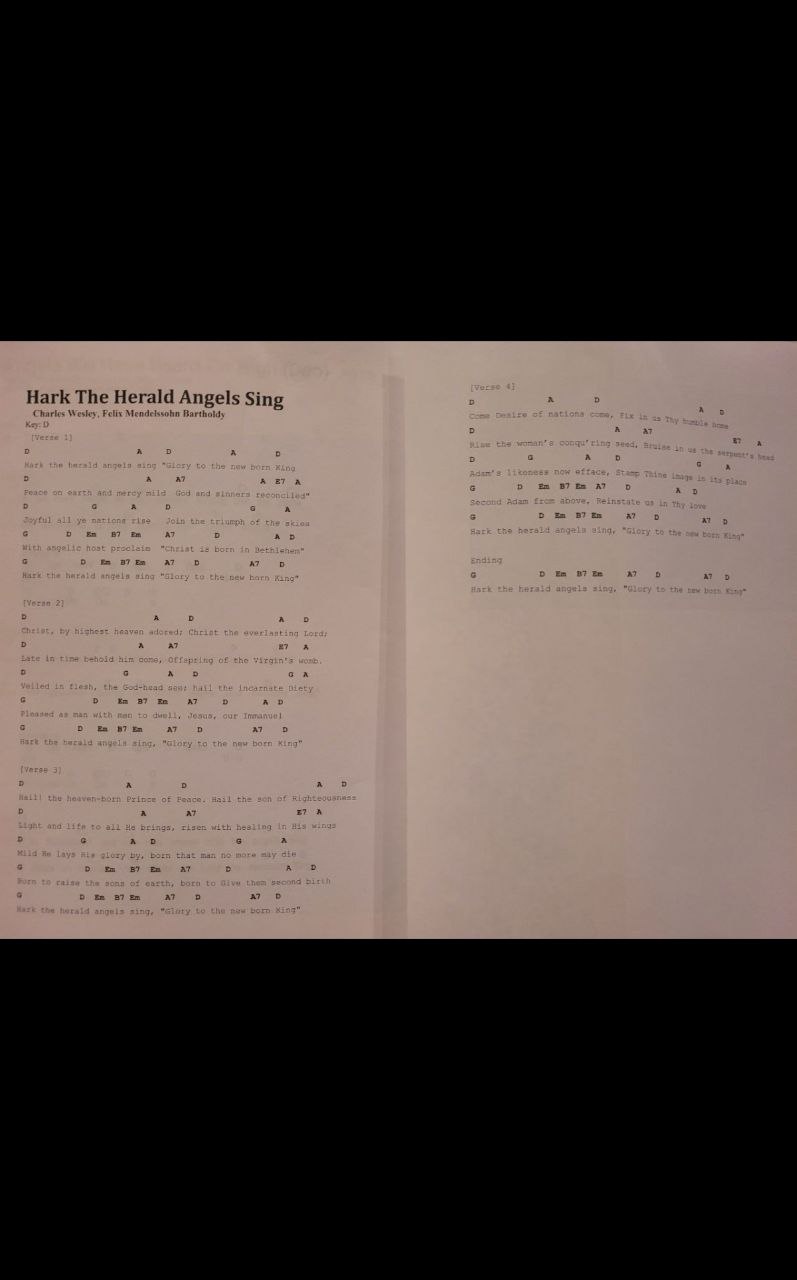 Hark The Herald Angels Sing
Charles Wesley, Felix Mendelssohn Bartholdy
Key: D
[Verse 1]
D A D A D
Hark the herald angels sing "Glory to the new born King
D A A7 A E7 A
Peace on earth and mercy mild God and sinners reconciled"
D G A D G A
Joyful all ye nations rise Join the triumph of the skies
G D Em B7 Em A7 D A D
With angelic host proclaim "Christ is born in Bethlehem"
G D Em B7 Em A7 D A7 D
Hark the herald angels sing "Glory to the new born King"
[Verse 2]
D A D A D
Christ, by highest heaven adored; Christ the everlasting Lord;
D A A7 E7 A
Late in time behold him come, Offspring of the Virgin's womb.
D G A D G A
Veiled in flesh, the God-head see; hail the incarnate Diety
G D Em B7 Em A7 D A D
Pleased as man with men to dwell, Jesus, our Immanuel
G D Em B7 Em A7 D A7 D
Hark the herald angels sing, "Glory to the new born King"
[Verse 3]
D A D A D
Hail! the heaven-born Prince of Peace. Hail the son of Righteousness
D A A7 E7 A
Light and life to all He brings, risen with healing in His wings
D G A D G A
Mild He lays His glory by, born that man no more may die
G D Em B7 Em A7 D A D
Born to raise the sons of earth, born to Give them second birth
G D Em B7 Em A7 D A7 D
Hark the herald angels sing, "Glory to the new born King"
[Verse 4]
D A D A D
Come Desire of nations come, Fix in us Thy humble home
D A A7 E7 A
Rise the woman's conqu'ring seed, Bruise in us the serpent's head
D G A D G A
Adam's likeness now efface, Stamp Thine image in its place
G D Em B7 Em A7 D A D
Second Adam from above, Reinstate us in Thy love
G D Em B7 Em A7 D A7 D
Hark the herald angels sing, "Glory to the new born King"
Ending
G D Em B7 Em A7 D A7 D
Hark the herald angels sing, "Glory to the new born King"